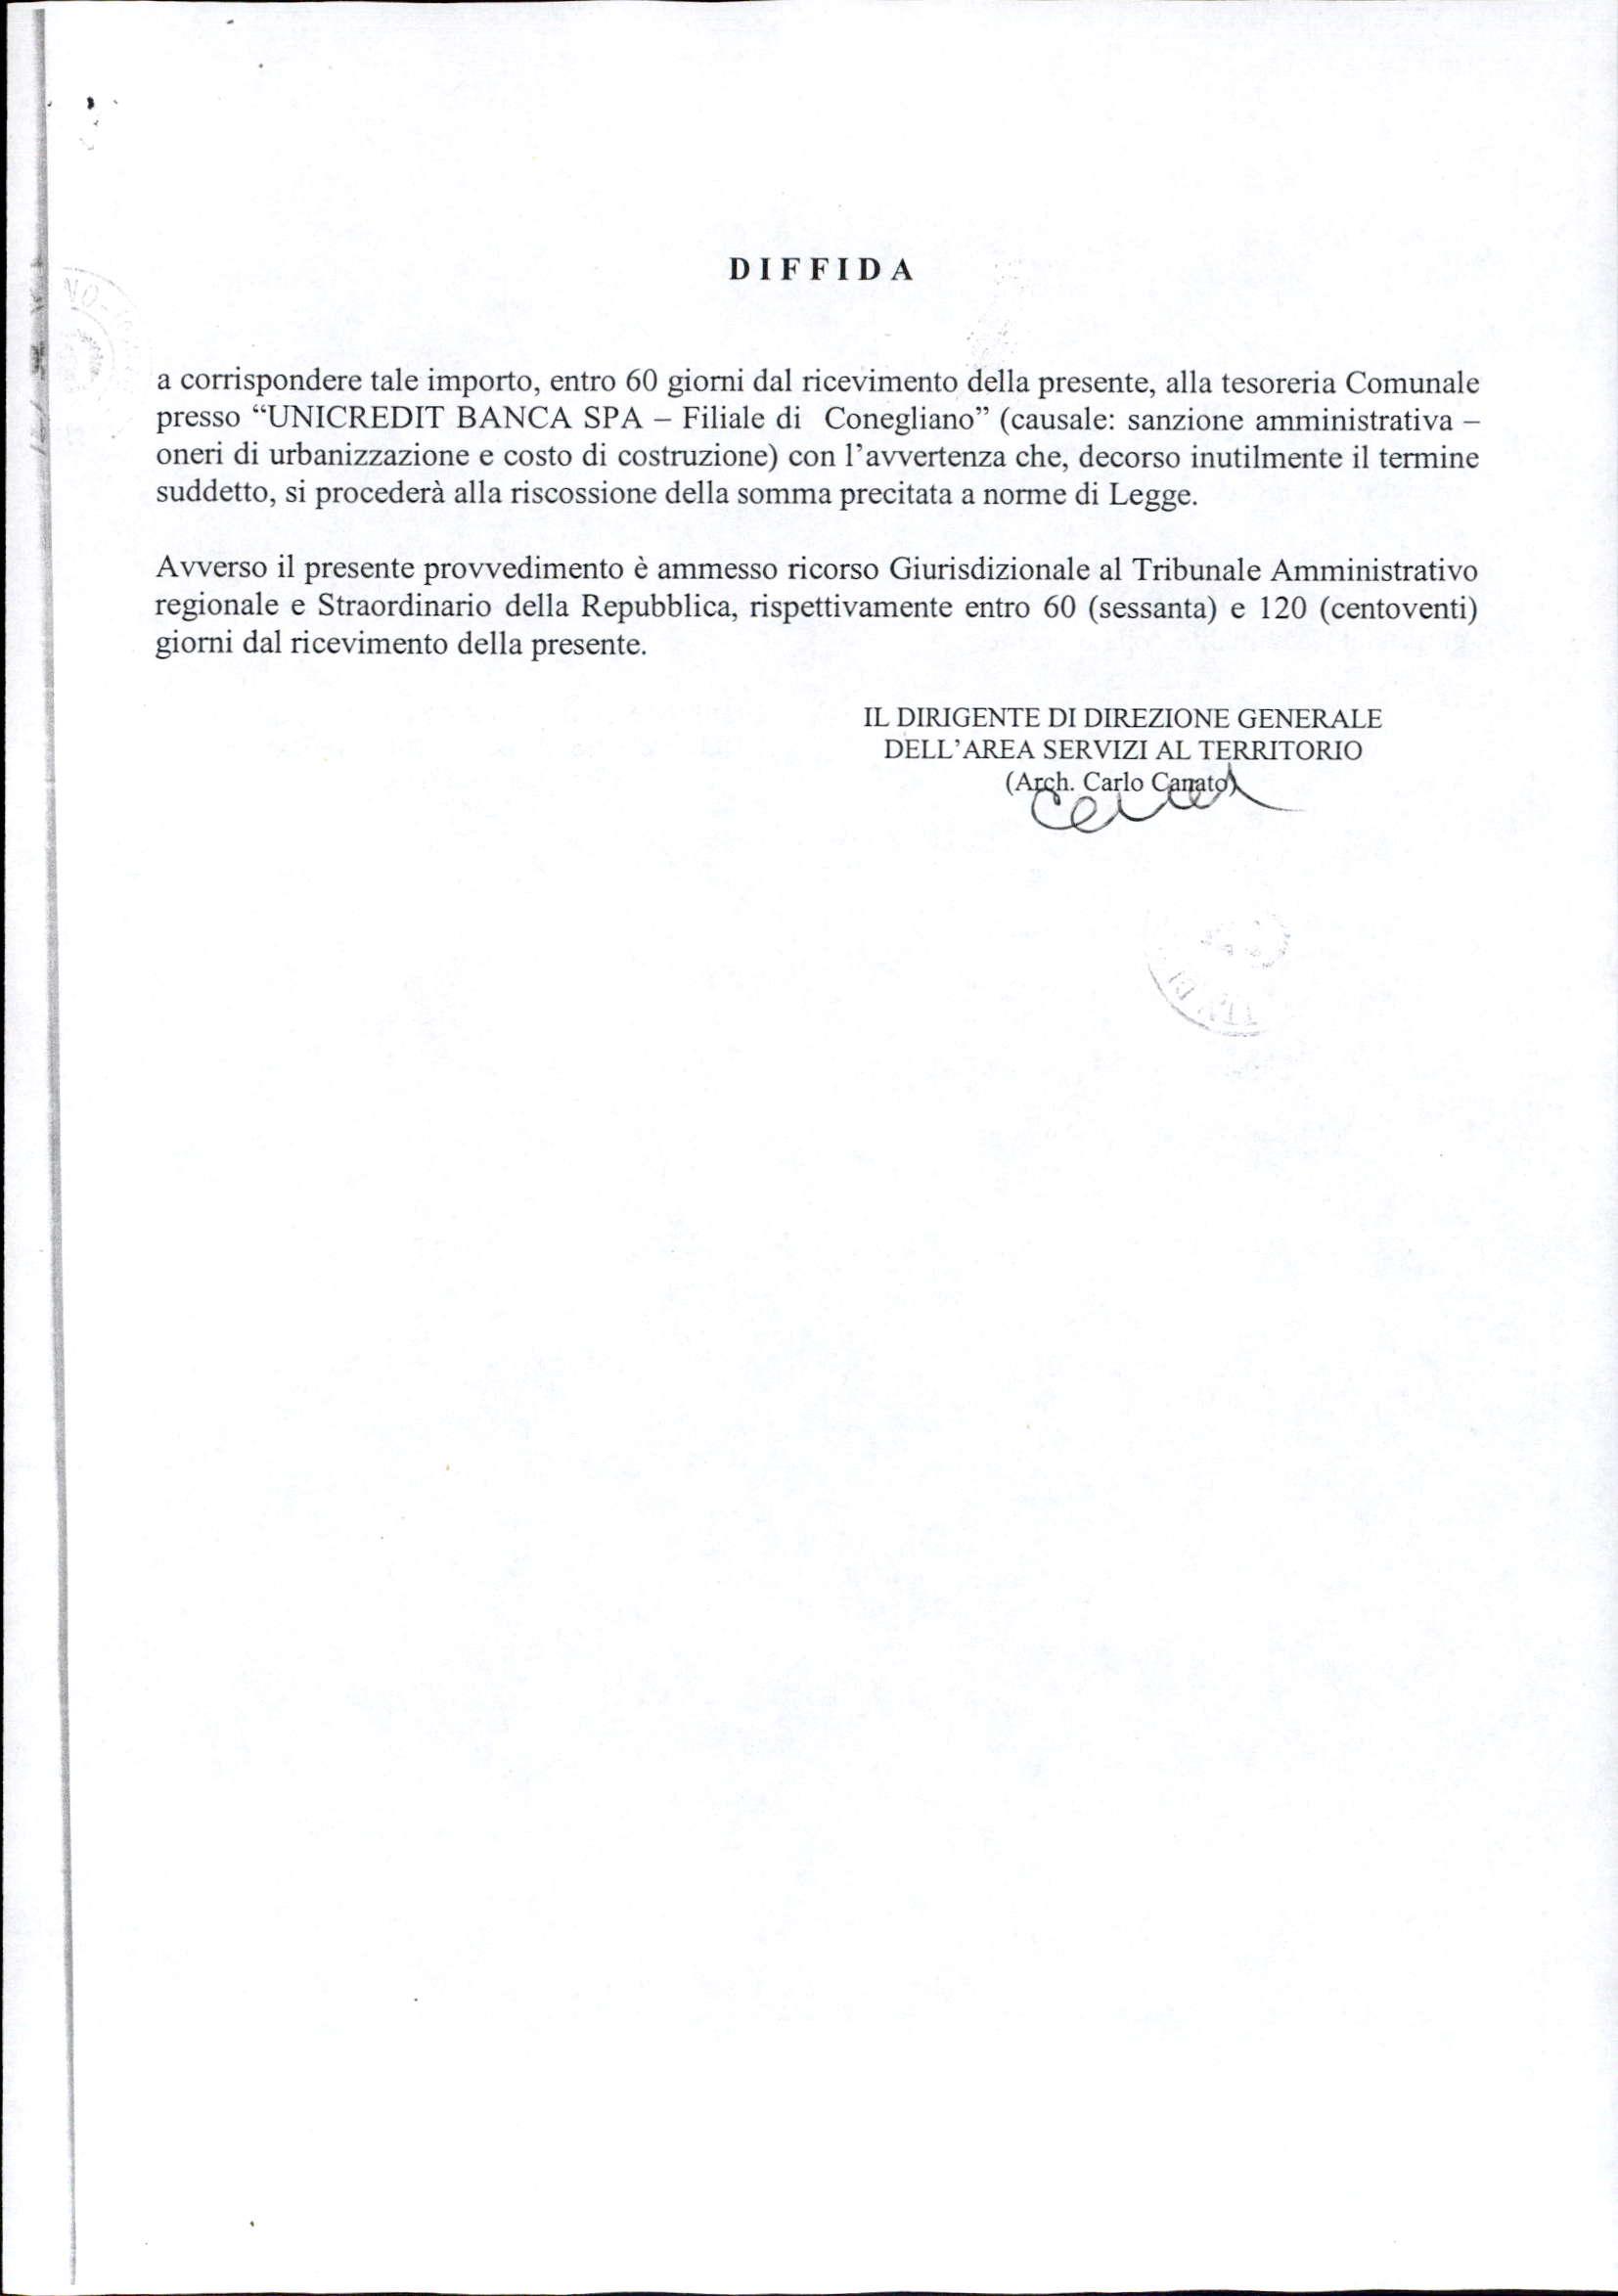 DIFFIDA
a corrispondere tale importo, entro 60 giorni dal ricevimento della presente, alla tesoreria Comunale
presso “UNICREDIT BANCA SPA – Filiale di Conegliano” (causale: sanzione amministrativa –
oneri di urbanizzazione e costo di costruzione) con l’avvertenza che, decorso inutilmente il termine
suddetto, si procederà alla riscossione della somma precitata a norme di Legge.
Avverso il presente provvedimento è ammesso ricorso Giurisdizionale al Tribunale Amministrativo
regionale e Straordinario della Repubblica, rispettivamente entro 60 (sessanta) e 120 (centoventi)
giorni dal ricevimento della presente.
IL DIRIGENTE DI DIREZIONE GENERALE
DELL’AREA SERVIZI AL TERRITORIO
(Arch. Carlo Canato)